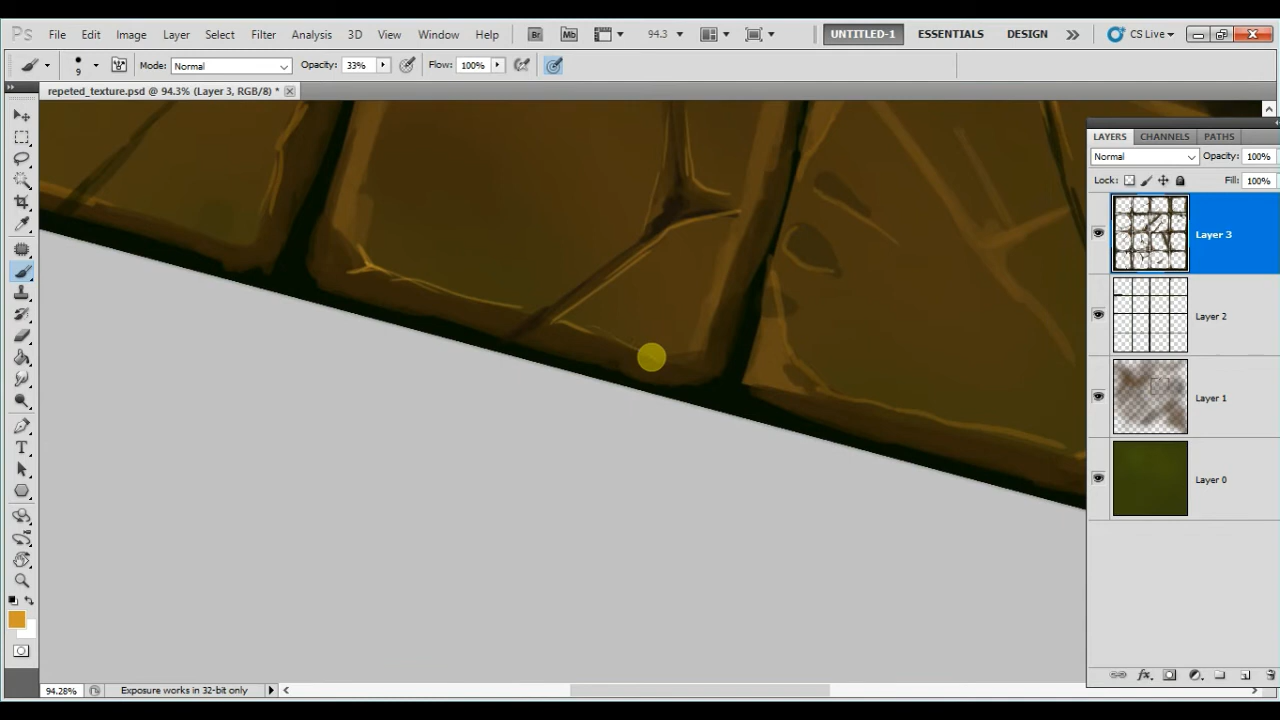 Ps File Edit Image Layer Select Filter Analysis 3D View Window Help Br Mb 94.3 UNTITLED-1 ESSENTIALS DESIGN CS Live
9 Mode: Normal Opacity: 33% Flow: 100%
repeted_texture.psd @ 94.3% (Layer 3, RGB/8) *
LAYERS CHANNELS PATHS
Normal Opacity: 100%
Lock: Fill: 100%
Layer 3
Layer 2
Layer 1
Layer 0
T
fx
94.28% Exposure works in 32-bit only